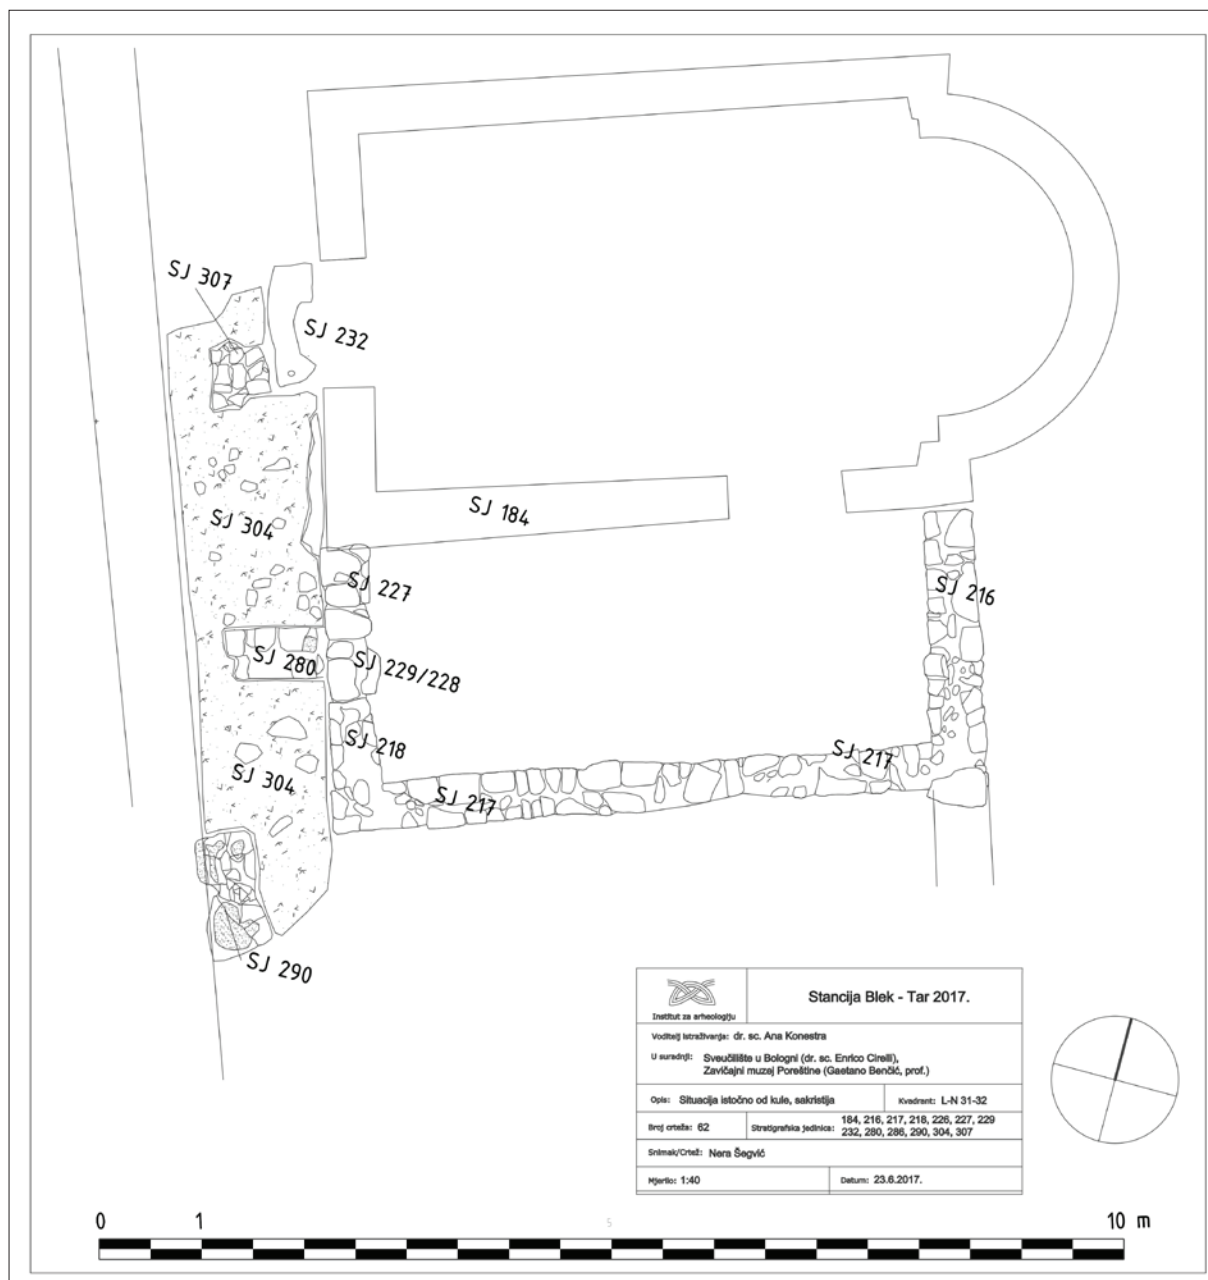 SJ 307
SJ 232
SJ 184
SJ 304
SJ 227
SJ 216
SJ 280
SJ 229/228
SJ 218
SJ 217
SJ 304
SJ 217
SJ 290
Institut za arheologiju
Stancija Blek - Tar 2017.
Voditelj istraživanja: dr. sc. Ana Konestra
U suradnji: Sveučilište u Bologni (dr. sc. Enrico Cirelli),
Zavičajni muzej Poreštine (Gaetano Benčić, prof.)
Opis: Situacija istočno od kule, sakristija
Kvadrant: L-N 31-32
Broj crteža: 62
Stratigrafska jedinica: 184, 216, 217, 218, 226, 227, 229
232, 280, 286, 290, 304, 307
Snimak/Crtež: Nera Šegvić
Mjerilo: 1:40
Datum: 23.6.2017.
0 1 5 10 m